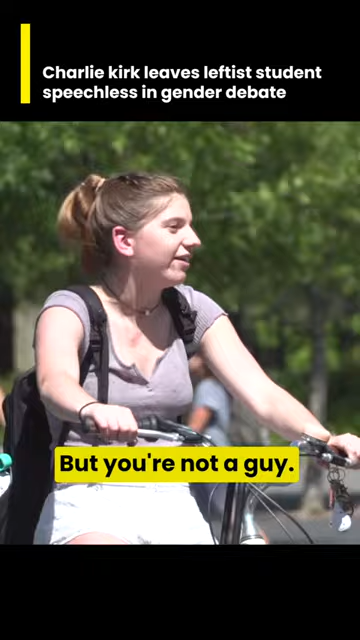 Charlie kirk leaves leftist student
speechless in gender debate
But you're not a guy.